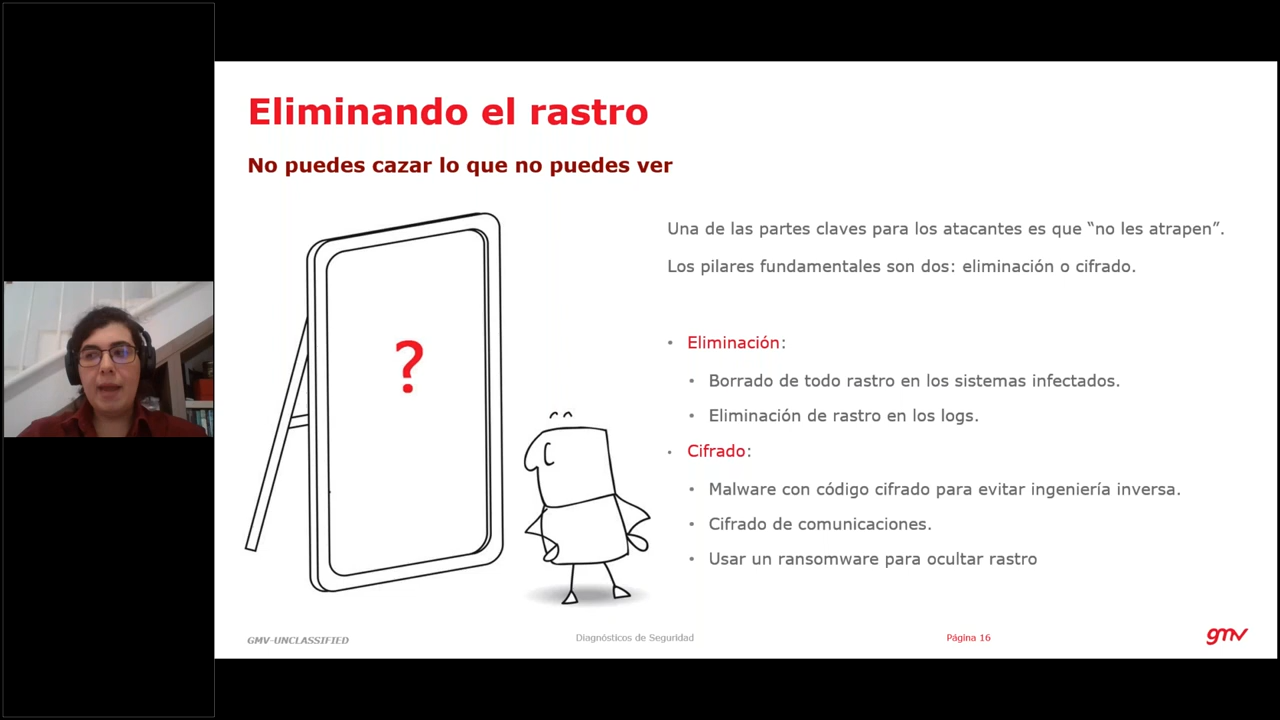 Eliminando el rastro
No puedes cazar lo que no puedes ver
Una de las partes claves para los atacantes es que “no les atrapen”.
Los pilares fundamentales son dos: eliminación o cifrado.
?
• Eliminación:
• Borrado de todo rastro en los sistemas infectados.
• Eliminación de rastro en los logs.
• Cifrado:
• Malware con código cifrado para evitar ingeniería inversa.
• Cifrado de comunicaciones.
• Usar un ransomware para ocultar rastro
GMV-UNCLASSIFIED
Diagnósticos de Seguridad
Página 16
gmv